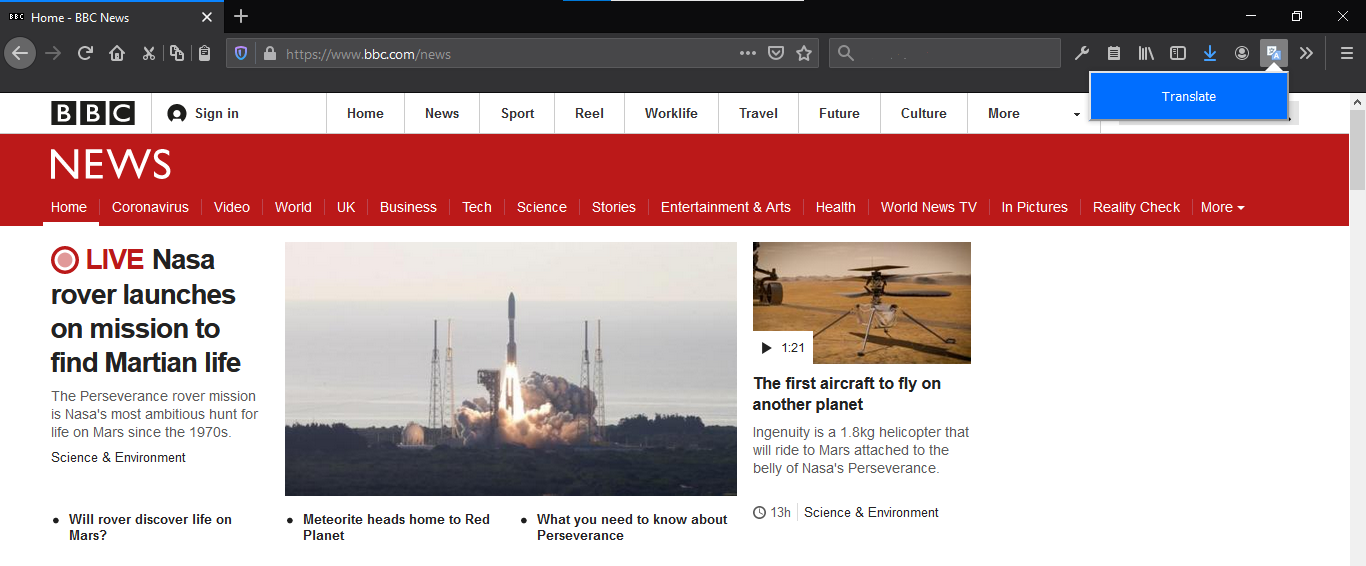 BBC Home - BBC News
https://www.bbc.com/news
Translate
BBC Sign in Home News Sport Reel Worklife Travel Future Culture More
NEWS
Home Coronavirus Video World UK Business Tech Science Stories Entertainment & Arts Health World News TV In Pictures Reality Check More
LIVE Nasa
rover launches
on mission to
find Martian life
The Perseverance rover mission
is Nasa's most ambitious hunt for
life on Mars since the 1970s.
Science & Environment
1:21
The first aircraft to fly on
another planet
Ingenuity is a 1.8kg helicopter that
will ride to Mars attached to the
belly of Nasa's Perseverance.
13h Science & Environment
Will rover discover life on
Mars?
Meteorite heads home to Red
Planet
What you need to know about
Perseverance